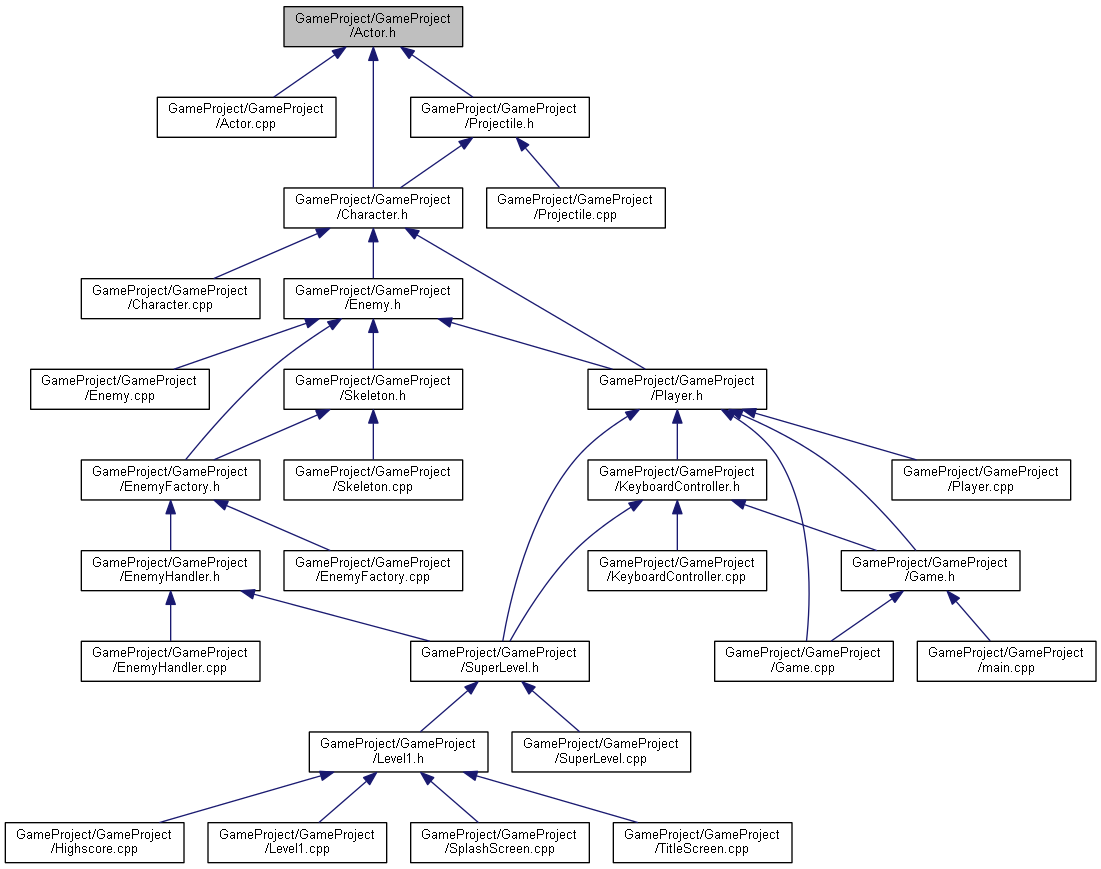 GameProject/GameProject
/Actor.h
GameProject/GameProject
/Actor.cpp
GameProject/GameProject
/Projectile.h
GameProject/GameProject
/Character.h
GameProject/GameProject
/Projectile.cpp
GameProject/GameProject
/Character.cpp
GameProject/GameProject
/Enemy.h
GameProject/GameProject
/Enemy.cpp
GameProject/GameProject
/Skeleton.h
GameProject/GameProject
/Player.h
GameProject/GameProject
/EnemyFactory.h
GameProject/GameProject
/Skeleton.cpp
GameProject/GameProject
/KeyboardController.h
GameProject/GameProject
/Player.cpp
GameProject/GameProject
/EnemyHandler.h
GameProject/GameProject
/EnemyFactory.cpp
GameProject/GameProject
/KeyboardController.cpp
GameProject/GameProject
/Game.h
GameProject/GameProject
/EnemyHandler.cpp
GameProject/GameProject
/SuperLevel.h
GameProject/GameProject
/Game.cpp
GameProject/GameProject
/main.cpp
GameProject/GameProject
/Level1.h
GameProject/GameProject
/SuperLevel.cpp
GameProject/GameProject
/Highscore.cpp
GameProject/GameProject
/Level1.cpp
GameProject/GameProject
/SplashScreen.cpp
GameProject/GameProject
/TitleScreen.cpp